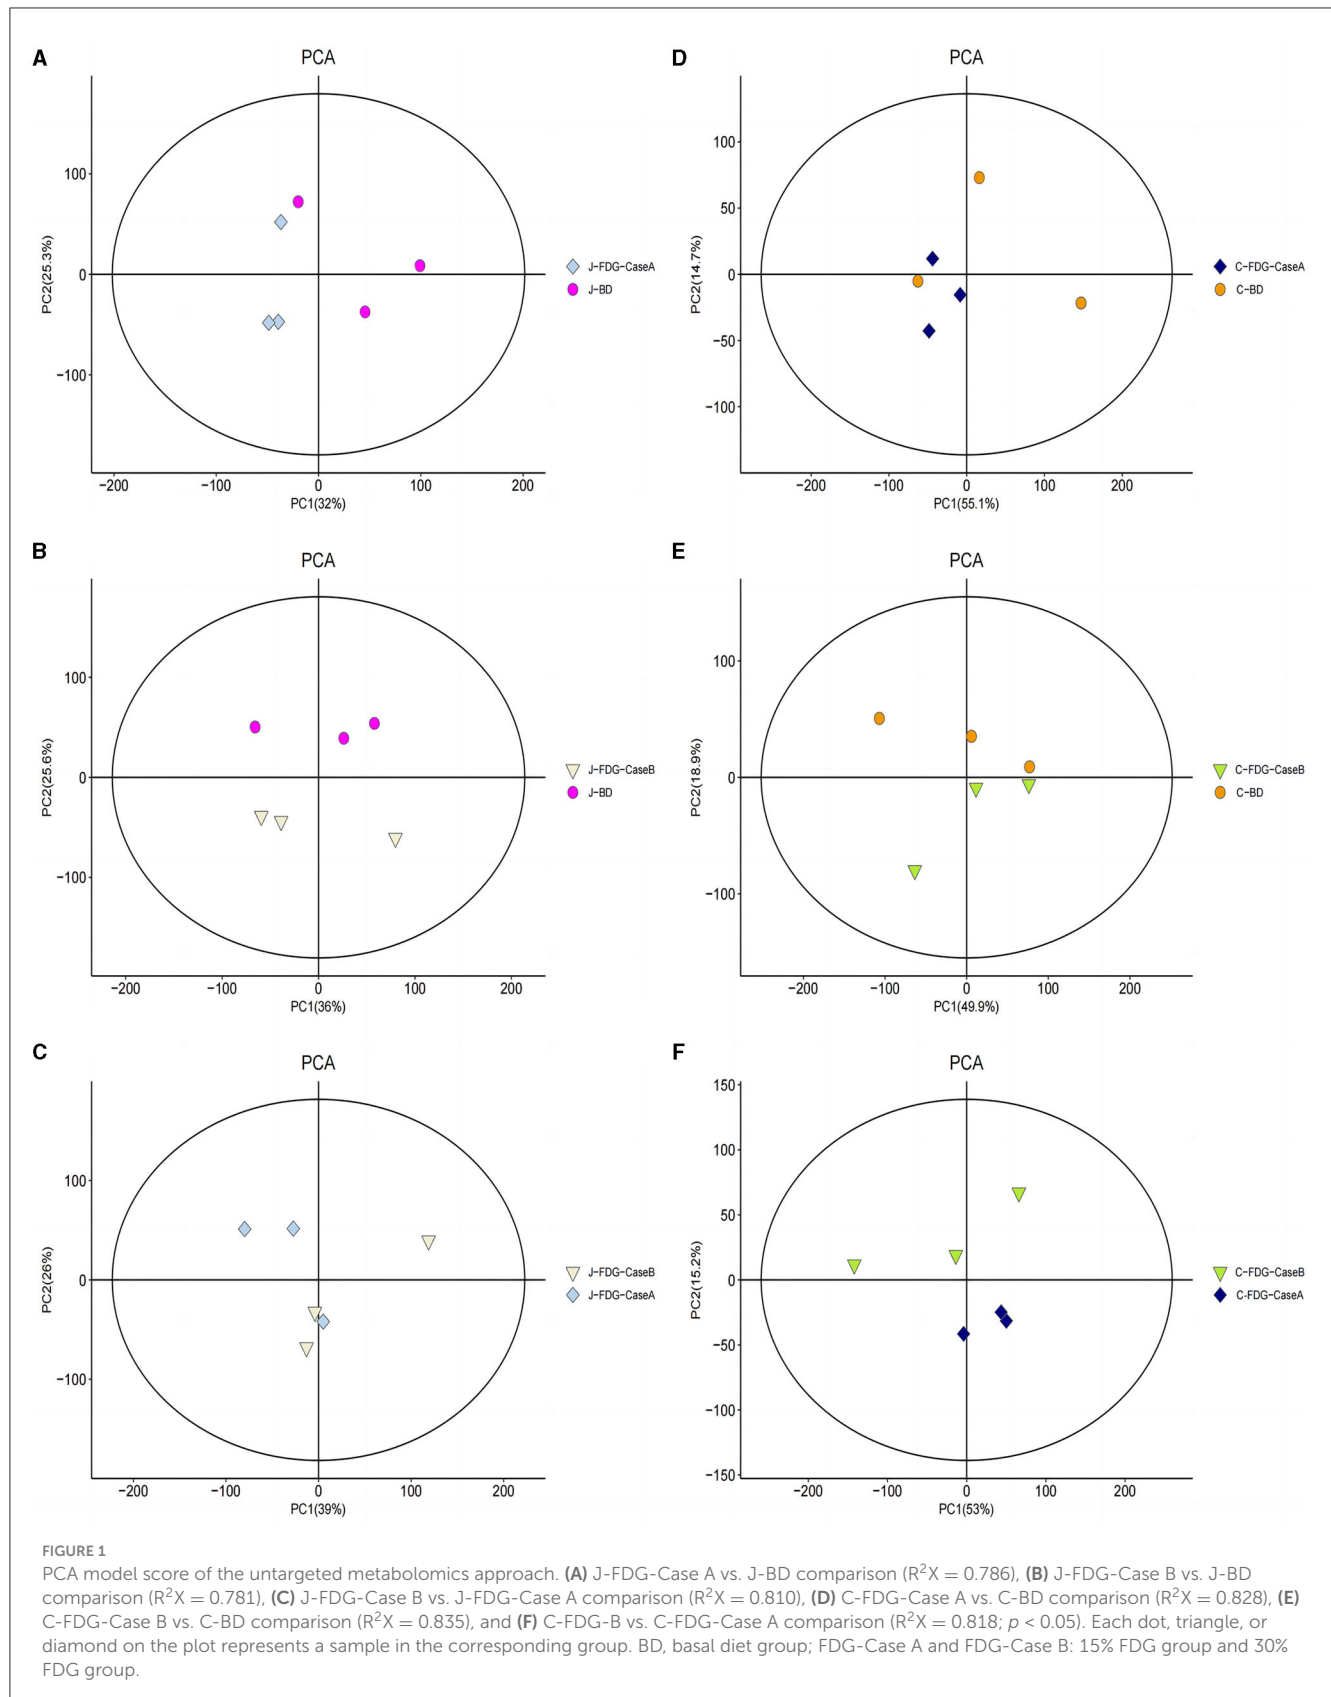 A
PCA
100
0
−100
PC2(25.3%)
−200
−100
0
100
200
PC1(32%)
J−FDG−CaseA
J−BD
D
PCA
100
50
0
−50
−100
PC2(14.7%)
−200
−100
0
100
200
PC1(55.1%)
C−FDG−CaseA
C−BD
B
PCA
100
0
−100
PC2(25.6%)
−200
−100
0
100
200
PC1(36%)
J−FDG−CaseB
J−BD
E
PCA
100
0
−100
PC2(18.9%)
−200
−100
0
100
200
PC1(49.9%)
C−FDG−CaseB
C−BD
C
PCA
100
0
−100
PC2(26%)
−200
−100
0
100
200
PC1(39%)
J−FDG−CaseB
J−FDG−CaseA
F
PCA
150
100
50
0
−50
−100
−150
PC2(15.2%)
−200
−100
0
100
200
PC1(53%)
C−FDG−CaseB
C−FDG−CaseA
FIGURE 1
PCA model score of the untargeted metabolomics approach. (A) J-FDG-Case A vs. J-BD comparison (R²X = 0.786), (B) J-FDG-Case B vs. J-BD
comparison (R²X = 0.781), (C) J-FDG-Case B vs. J-FDG-Case A comparison (R²X = 0.810), (D) C-FDG-Case A vs. C-BD comparison (R²X = 0.828), (E)
C-FDG-Case B vs. C-BD comparison (R²X = 0.835), and (F) C-FDG-B vs. C-FDG-Case A comparison (R²X = 0.818; p < 0.05). Each dot, triangle, or
diamond on the plot represents a sample in the corresponding group. BD, basal diet group; FDG-Case A and FDG-Case B: 15% FDG group and 30%
FDG group.